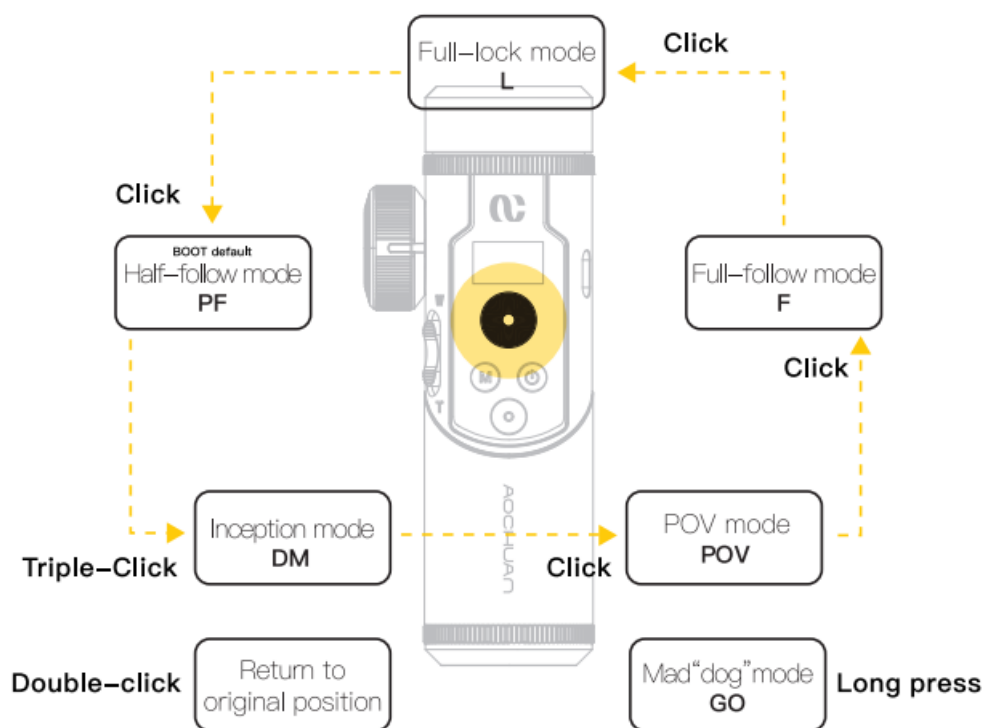 Full-lock mode
L
Click
Click
BOOT default
Half-follow mode
PF
Full-follow mode
F
W
M
T
Click
Inception mode
DM
POV mode
POV
Triple-Click
Click
AOCHUAN
Double-click
Return to
original position
Mad“dog”mode
GO
Long press